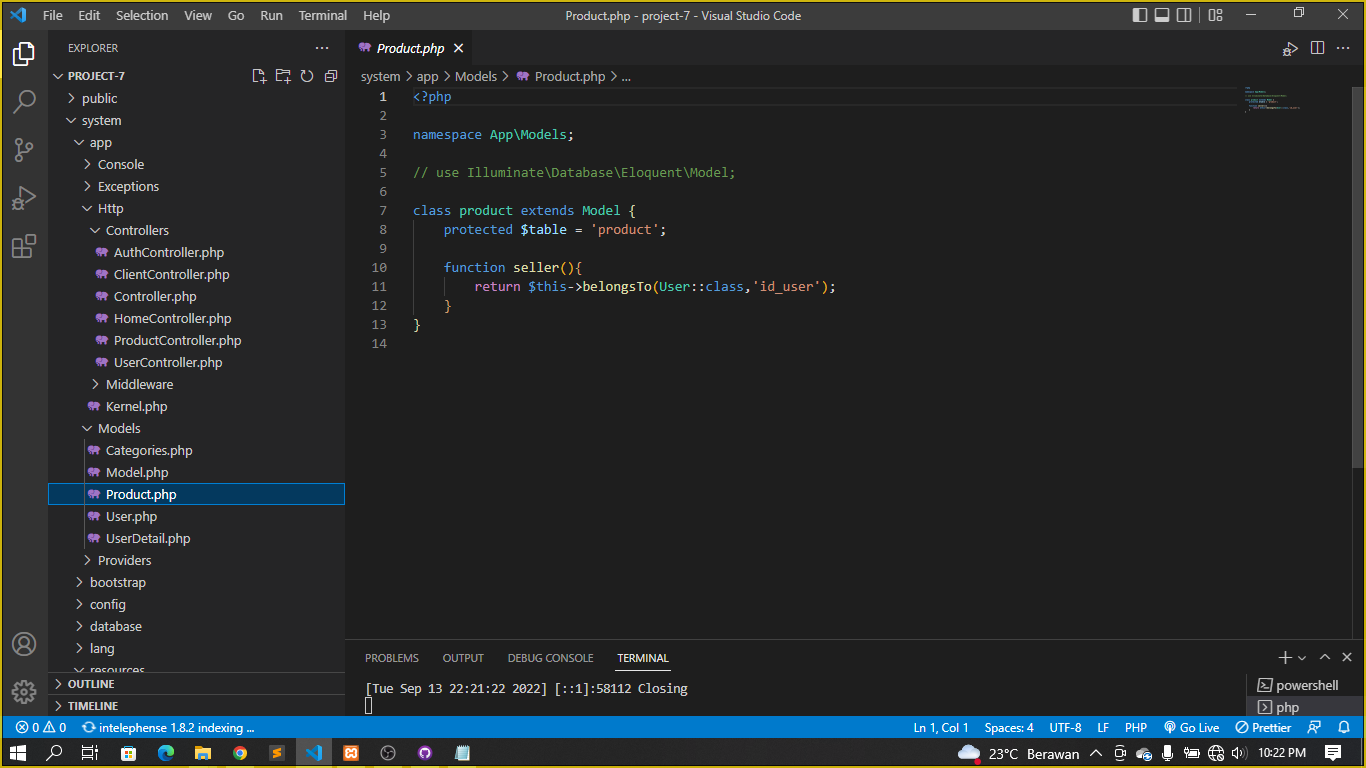 File Edit Selection View Go Run Terminal Help
Product.php - project-7 - Visual Studio Code
EXPLORER
PROJECT-7
public
system
app
Console
Exceptions
Http
Controllers
AuthController.php
ClientController.php
Controller.php
HomeController.php
ProductController.php
UserController.php
Middleware
Kernel.php
Models
Categories.php
Model.php
Product.php
User.php
UserDetail.php
Providers
bootstrap
config
database
lang
resources
OUTLINE
TIMELINE
Product.php
system > app > Models > Product.php > ...
1 <?php
2
3 namespace App\Models;
4
5 // use Illuminate\Database\Eloquent\Model;
6
7 class product extends Model {
8 protected $table = 'product';
9
10 function seller(){
11 return $this->belongsTo(User::class,'id_user');
12 }
13 }
14
PROBLEMS OUTPUT DEBUG CONSOLE TERMINAL
[Tue Sep 13 22:21:22 2022] [::1]:58112 Closing
powershell
php
0 0 intelephense 1.8.2 indexing ... Ln 1, Col 1 Spaces: 4 UTF-8 LF PHP Go Live Prettier
23°C Berawan 10:22 PM